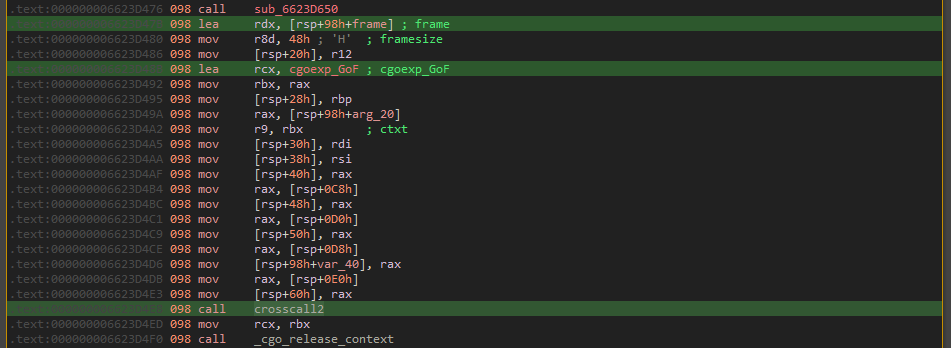 .text:000000006623D476 098 call sub_6623D650
098 lea rdx, [rsp+98h+frame] ; frame
.text:000000006623D480 098 mov r8d, 48h ; 'H' ; framesize
.text:000000006623D486 098 mov [rsp+20h], r12
098 lea rcx, cgoexp_GoF ; cgoexp_GoF
.text:000000006623D492 098 mov rbx, rax
.text:000000006623D495 098 mov [rsp+28h], rbp
.text:000000006623D49A 098 mov rax, [rsp+98h+arg_20]
.text:000000006623D4A2 098 mov r9, rbx ; ctxt
.text:000000006623D4A5 098 mov [rsp+30h], rdi
.text:000000006623D4AA 098 mov [rsp+38h], rsi
.text:000000006623D4AF 098 mov [rsp+40h], rax
.text:000000006623D4B4 098 mov rax, [rsp+0C8h]
.text:000000006623D4BC 098 mov [rsp+48h], rax
.text:000000006623D4C1 098 mov rax, [rsp+0D0h]
.text:000000006623D4C9 098 mov [rsp+50h], rax
.text:000000006623D4CE 098 mov rax, [rsp+0D8h]
.text:000000006623D4D6 098 mov [rsp+98h+var_40], rax
.text:000000006623D4DB 098 mov rax, [rsp+0E0h]
.text:000000006623D4E3 098 mov [rsp+60h], rax
098 call crosscall2
.text:000000006623D4ED 098 mov rcx, rbx
.text:000000006623D4F0 098 call _cgo_release_context